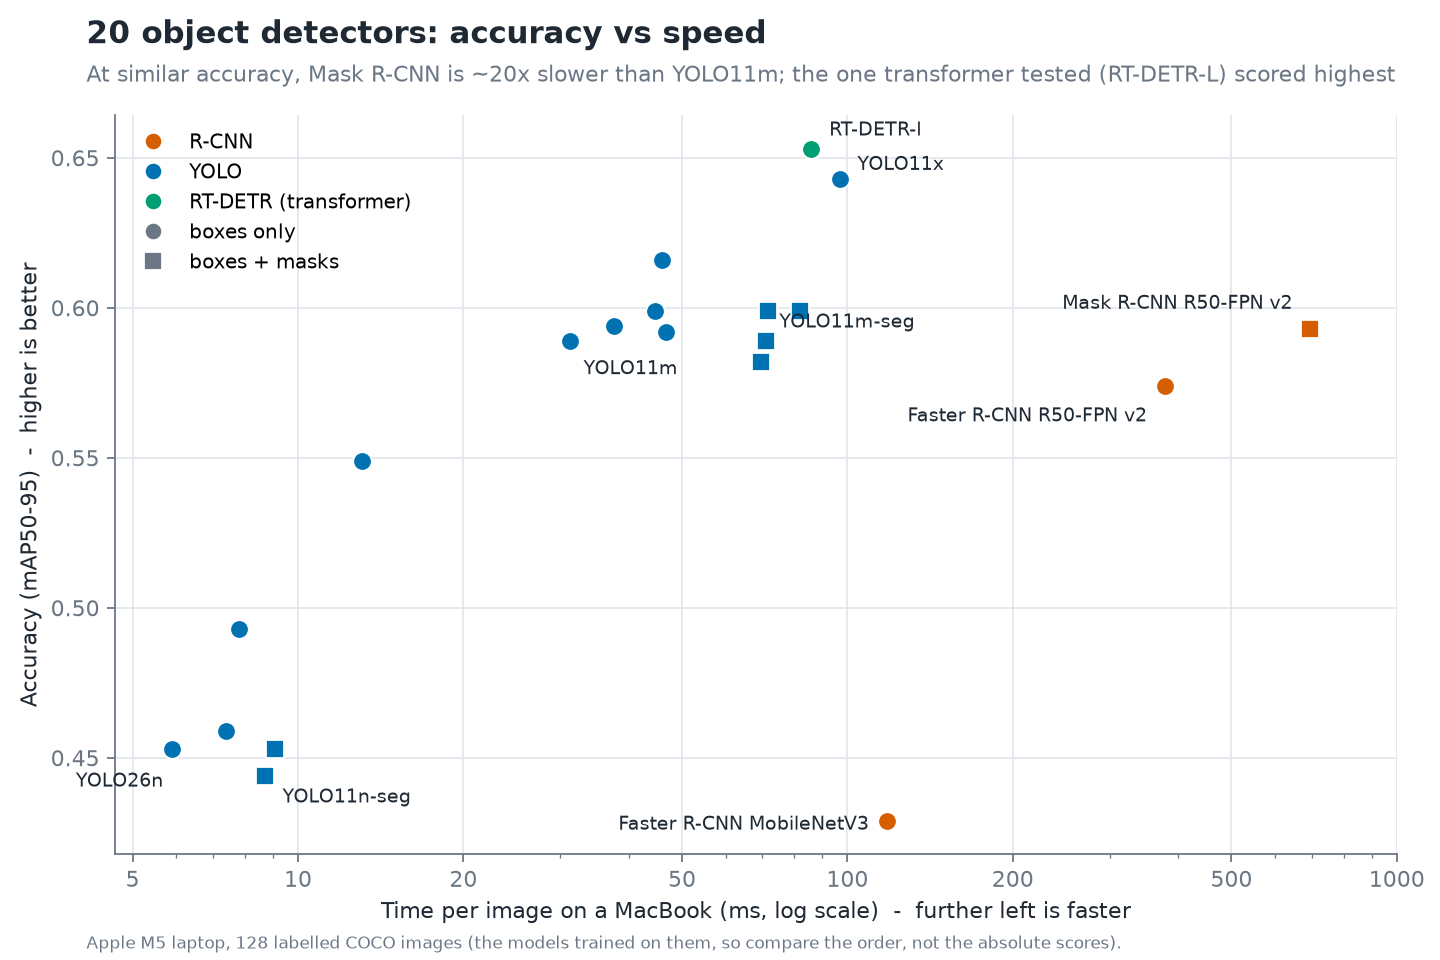 20 object detectors: accuracy vs speed
At similar accuracy, Mask R-CNN is ~20x slower than YOLO11m; the one transformer tested (RT-DETR-L) scored highest
R-CNN
YOLO
RT-DETR (transformer)
boxes only
boxes + masks
RT-DETR-l
YOLO11x
Mask R-CNN R50-FPN v2
YOLO11m-seg
YOLO11m
Faster R-CNN R50-FPN v2
YOLO26n
YOLO11n-seg
Faster R-CNN MobileNetV3
Accuracy (mAP50-95)  -  higher is better
0.65
0.60
0.55
0.50
0.45
5 10 20 50 100 200 500 1000
Time per image on a MacBook (ms, log scale)  -  further left is faster
Apple M5 laptop, 128 labelled COCO images (the models trained on them, so compare the order, not the absolute scores).